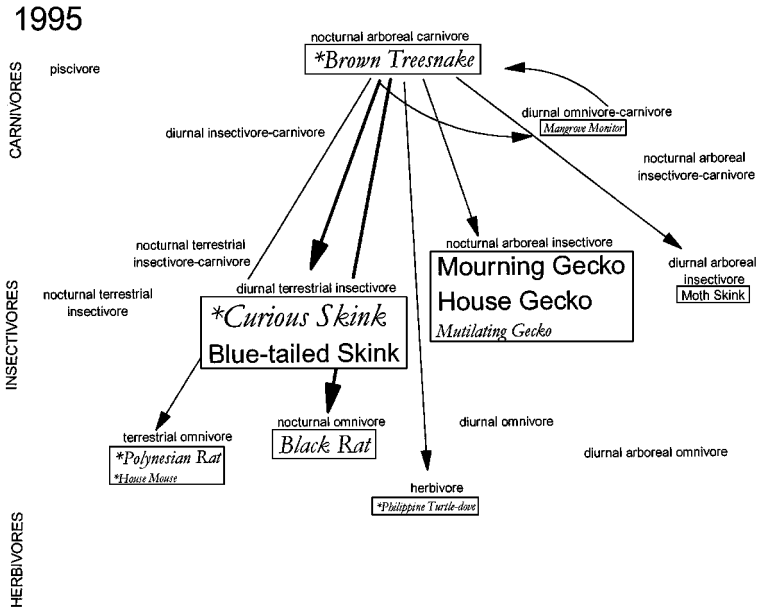 1995
nocturnal arboreal carnivore
*Brown Treesnake
CARNIVORES
piscivore
diurnal omnivore-carnivore
Mangrove Monitor
diurnal insectivore-carnivore
nocturnal arboreal
insectivore-carnivore
nocturnal terrestrial
insectivore-carnivore
nocturnal arboreal insectivore
Mourning Gecko
House Gecko
Mutilating Gecko
diurnal arboreal
insectivore
Moth Skink
INSECTIVORES
nocturnal terrestrial
insectivore
diurnal terrestrial insectivore
*Curious Skink
Blue-tailed Skink
nocturnal omnivore
Black Rat
diurnal omnivore
terrestrial omnivore
*Polynesian Rat
*House Mouse
diurnal arboreal omnivore
herbivore
*Philippine Turtle-dove
HERBIVORES